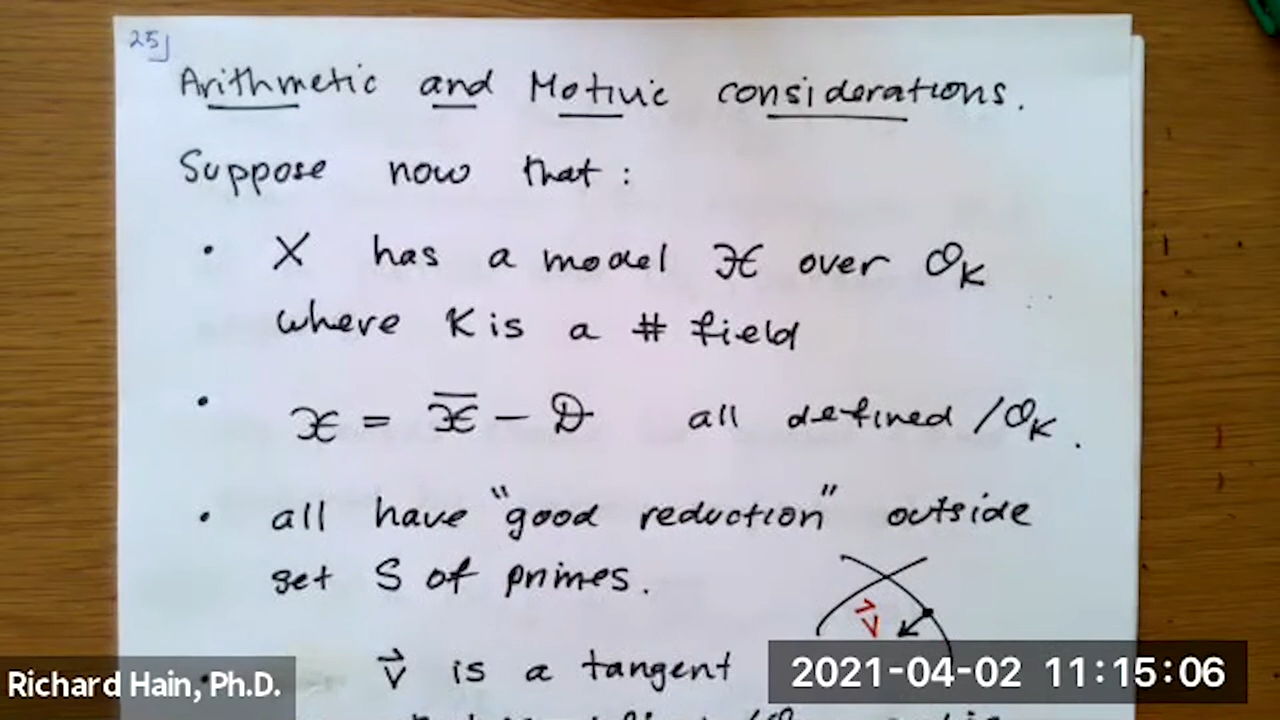 25
Arithmetic and Motivic considerations.
Suppose now that :
• X has a model 𝒳 over 𝒪_K
where K is a # field
• 𝒳 = 𝒳̅ − 𝒟 all defined / 𝒪_K .
• all have "good reduction" outside
set S of primes.
v⃗
v⃗ is a tangent
Richard Hain, Ph.D.
2021-04-02 11:15:06